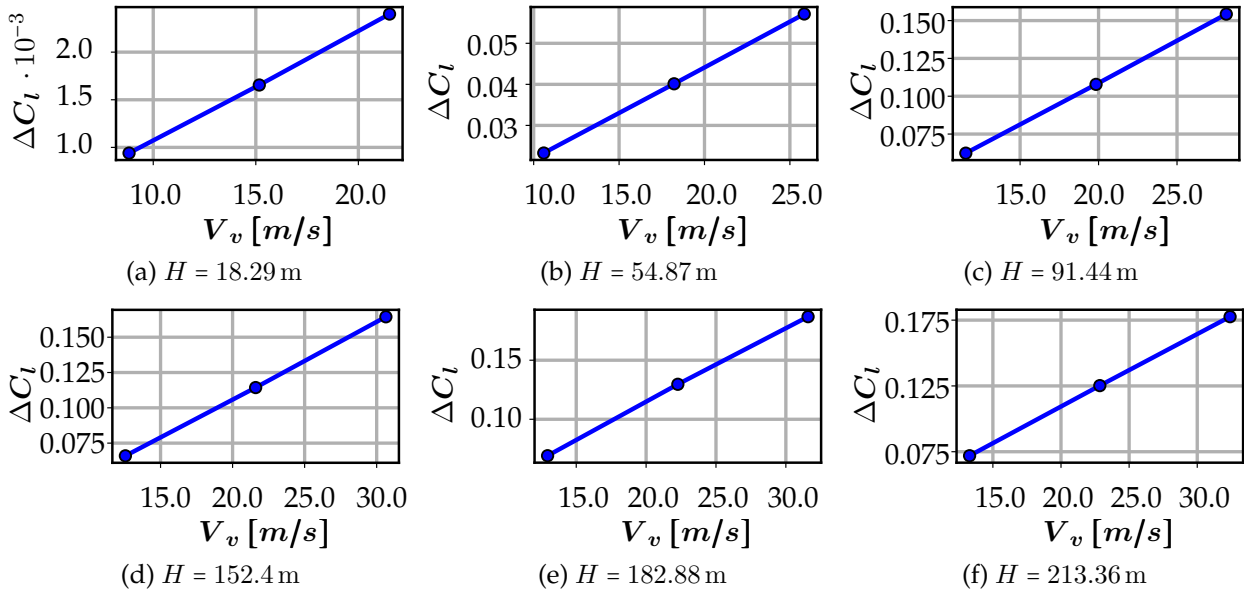 ΔC_l · 10⁻³
2.0
1.5
1.0
10.0 15.0 20.0
V_v [m/s]
(a) H = 18.29 m
ΔC_l
0.05
0.04
0.03
10.0 15.0 20.0 25.0
V_v [m/s]
(b) H = 54.87 m
ΔC_l
0.150
0.125
0.100
0.075
15.0 20.0 25.0
V_v [m/s]
(c) H = 91.44 m
ΔC_l
0.150
0.125
0.100
0.075
15.0 20.0 25.0 30.0
V_v [m/s]
(d) H = 152.4 m
ΔC_l
0.15
0.10
15.0 20.0 25.0 30.0
V_v [m/s]
(e) H = 182.88 m
ΔC_l
0.175
0.125
0.075
15.0 20.0 25.0 30.0
V_v [m/s]
(f) H = 213.36 m